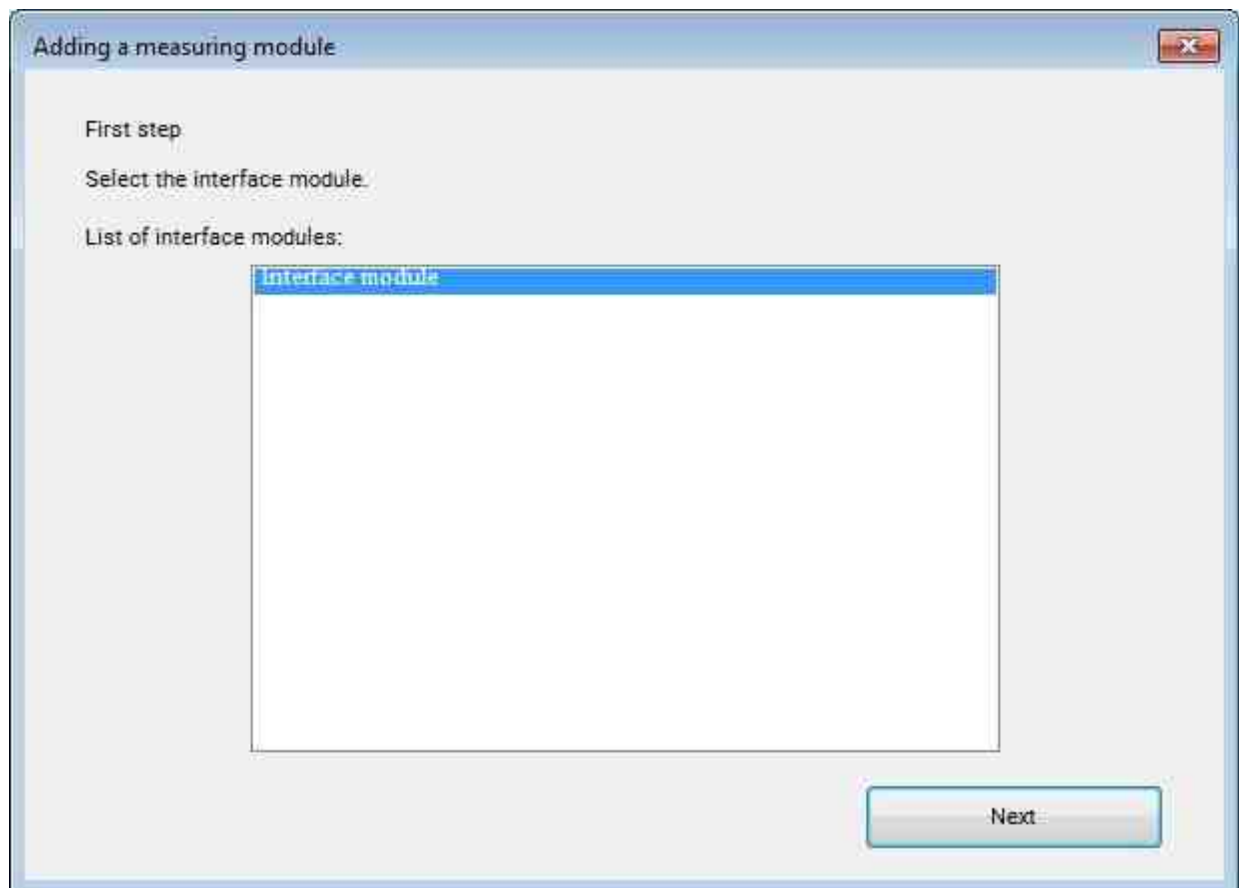 Adding a measuring module
First step
Select the interface module.
List of interface modules:
Interface module
Next